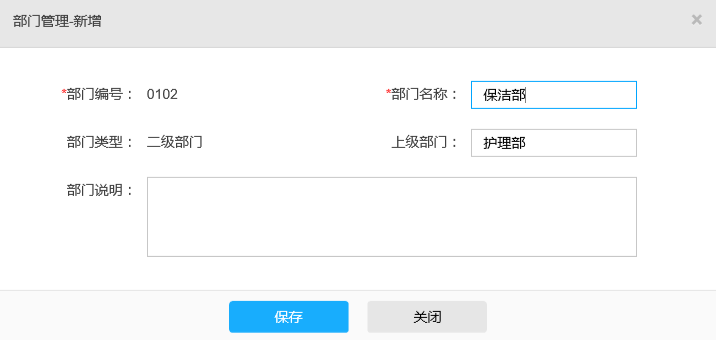 部门管理-新增 ×
*部门编号： 0102 *部门名称： 保洁部
部门类型： 二级部门 上级部门： 护理部
部门说明：
保存 关闭